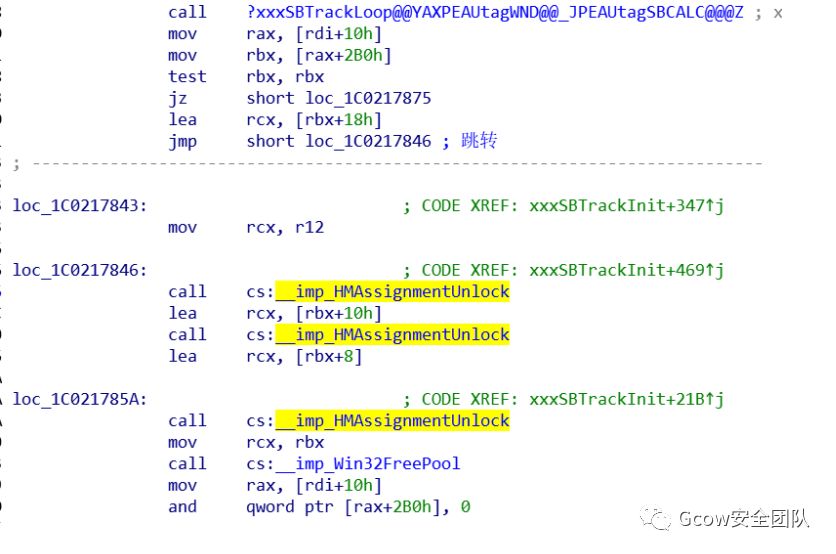 call ?xxxSBTrackLoop@@YAXPEAUtagWND@@_JPEAUtagSBCALC@@@Z ; x
mov rax, [rdi+10h]
mov rbx, [rax+2B0h]
test rbx, rbx
jz short loc_1C0217875
lea rcx, [rbx+18h]
jmp short loc_1C0217846 ; 跳转
; ---------------------------------------------------------------------------
loc_1C0217843: ; CODE XREF: xxxSBTrackInit+347↑j
mov rcx, r12
loc_1C0217846: ; CODE XREF: xxxSBTrackInit+469↑j
call cs:__imp_HMAssignmentUnlock
lea rcx, [rbx+10h]
call cs:__imp_HMAssignmentUnlock
lea rcx, [rbx+8]
loc_1C021785A: ; CODE XREF: xxxSBTrackInit+21B↑j
call cs:__imp_HMAssignmentUnlock
mov rcx, rbx
call cs:__imp_Win32FreePool
mov rax, [rdi+10h]
and qword ptr [rax+2B0h], 0
Gcow安全团队